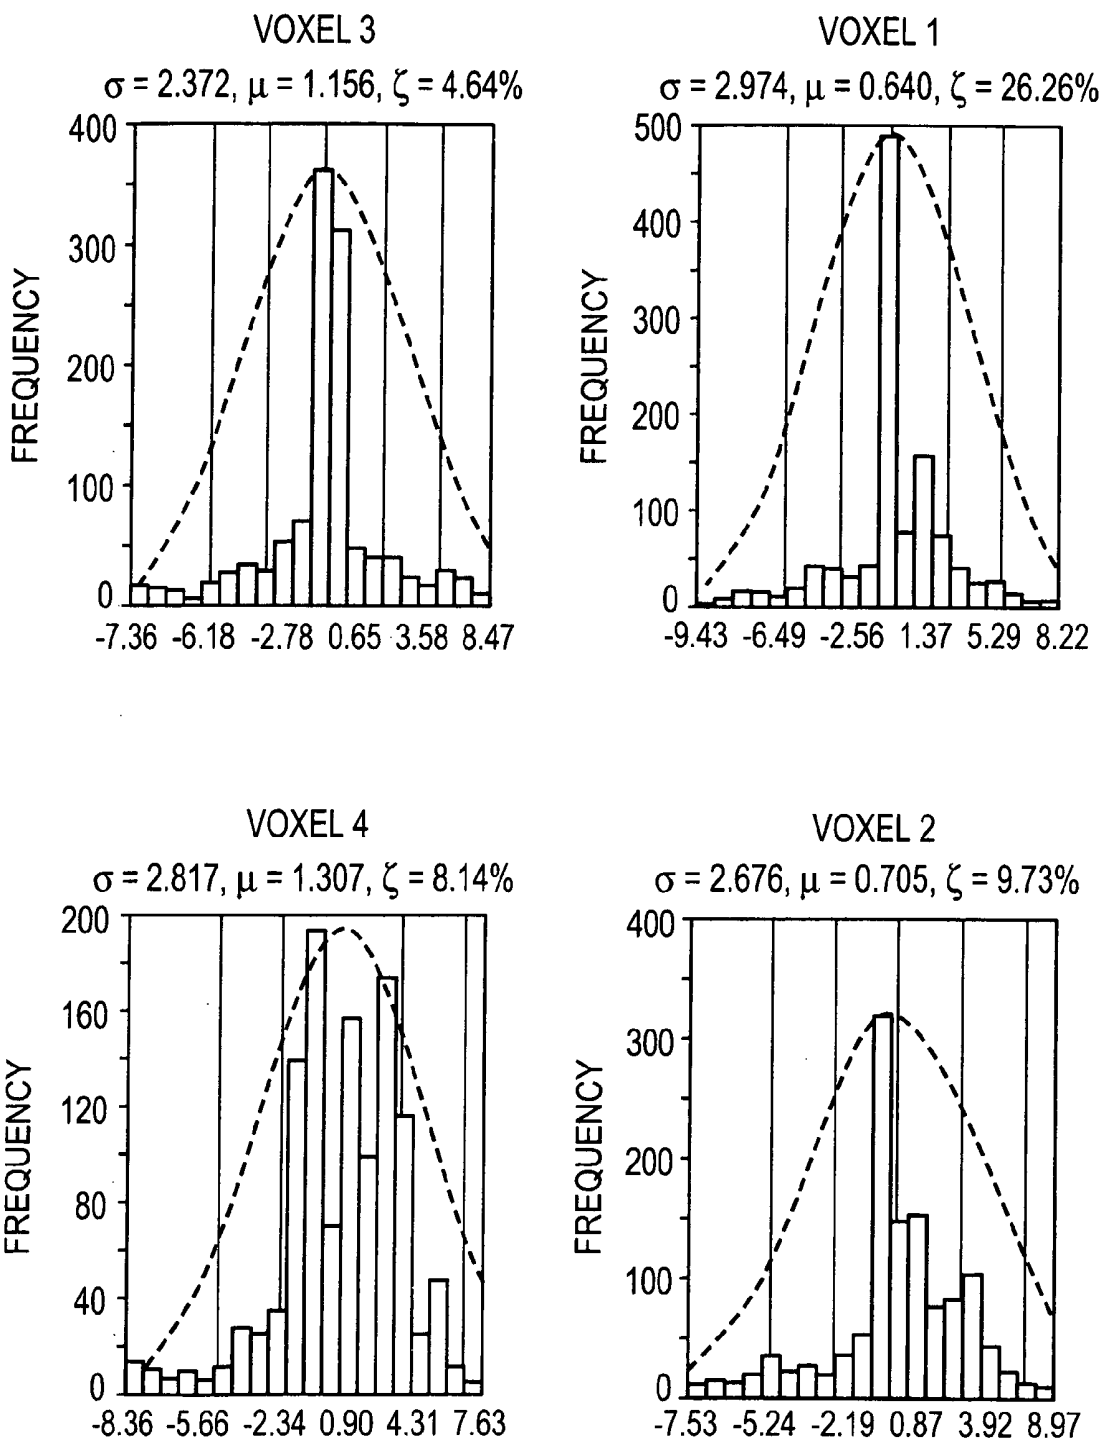 VOXEL 3
σ = 2.372, μ = 1.156, ζ = 4.64%
400
300
200
100
0
FREQUENCY
-7.36 -6.18 -2.78 0.65 3.58 8.47
VOXEL 1
σ = 2.974, μ = 0.640, ζ = 26.26%
500
400
300
200
100
0
FREQUENCY
-9.43 -6.49 -2.56 1.37 5.29 8.22
VOXEL 4
σ = 2.817, μ = 1.307, ζ = 8.14%
200
160
120
80
40
0
FREQUENCY
-8.36 -5.66 -2.34 0.90 4.31 7.63
VOXEL 2
σ = 2.676, μ = 0.705, ζ = 9.73%
400
300
200
100
0
FREQUENCY
-7.53 -5.24 -2.19 0.87 3.92 8.97